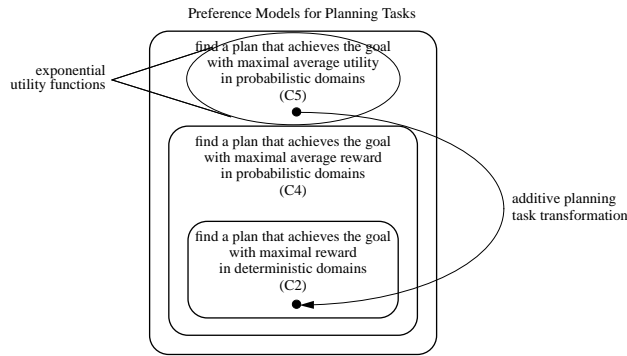 Preference Models for Planning Tasks
find a plan that achieves the goal
with maximal average utility
in probabilistic domains
(C5)
exponential
utility functions
find a plan that achieves the goal
with maximal average reward
in probabilistic domains
(C4)
additive planning
task transformation
find a plan that achieves the goal
with maximal reward
in deterministic domains
(C2)